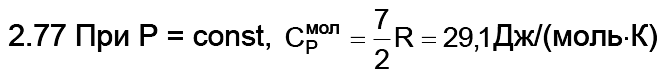 2.77 При P = const, C_P^мол = 7/2 R = 29,1Дж/(моль·К)